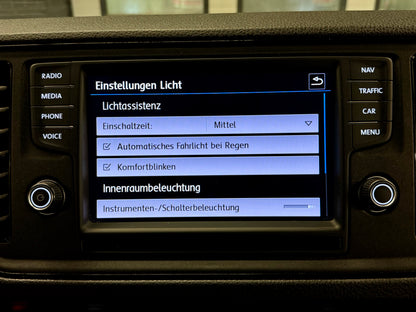 RADIO
MEDIA
PHONE
VOICE
Einstellungen Licht
Lichtassistenz
Einschaltzeit: Mittel
Automatisches Fahrlicht bei Regen
Komfortblinken
Innenraumbeleuchtung
Instrumenten-/Schalterbeleuchtung
NAV
TRAFFIC
CAR
MENU